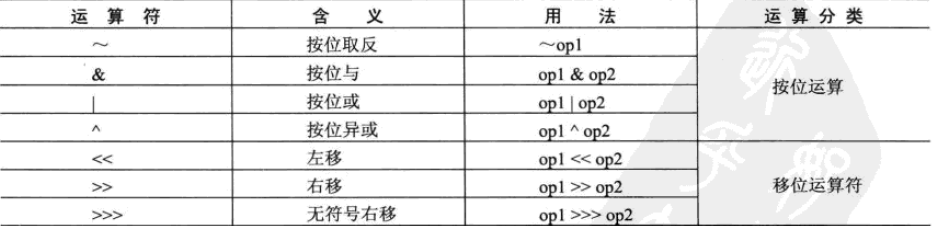 运 算 符 含 义 用 法 运 算 分 类
～ 按位取反 ～op1 按位运算
& 按位与 op1 & op2
| 按位或 op1 | op2
^ 按位异或 op1 ^ op2
<< 左移 op1 << op2 移位运算符
>> 右移 op1 >> op2
>>> 无符号右移 op1 >>> op2